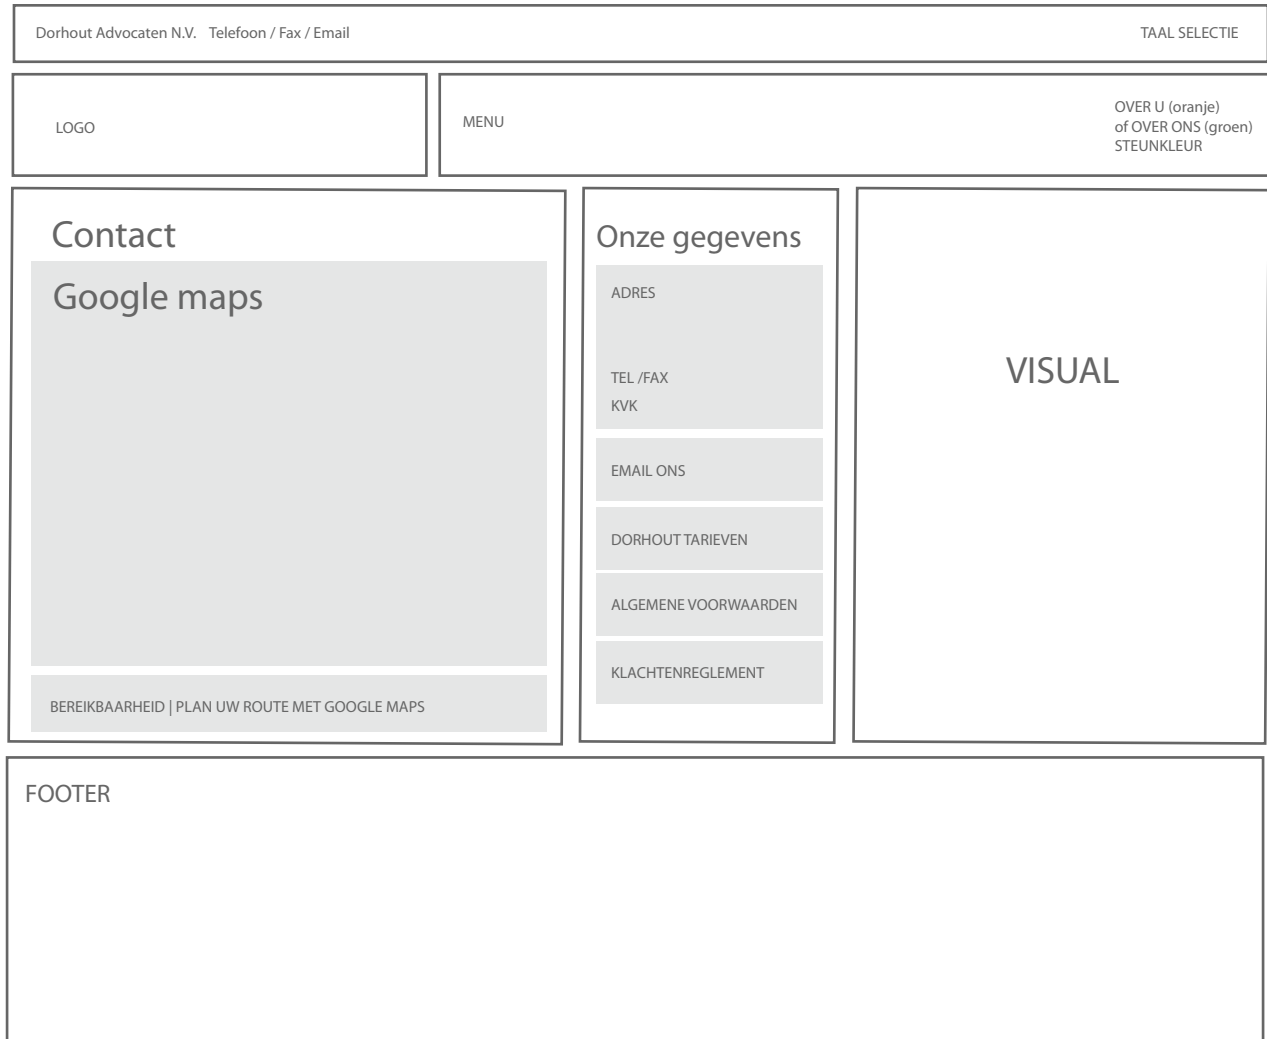 Dorhout Advocaten N.V. Telefoon / Fax / Email
TAAL SELECTIE
LOGO
MENU
OVER U (oranje)
of OVER ONS (groen)
STEUNKLEUR
Contact
Google maps
BEREIKBAARHEID | PLAN UW ROUTE MET GOOGLE MAPS
Onze gegevens
ADRES
TEL /FAX
KVK
EMAIL ONS
DORHOUT TARIEVEN
ALGEMENE VOORWAARDEN
KLACHTENREGLEMENT
VISUAL
FOOTER